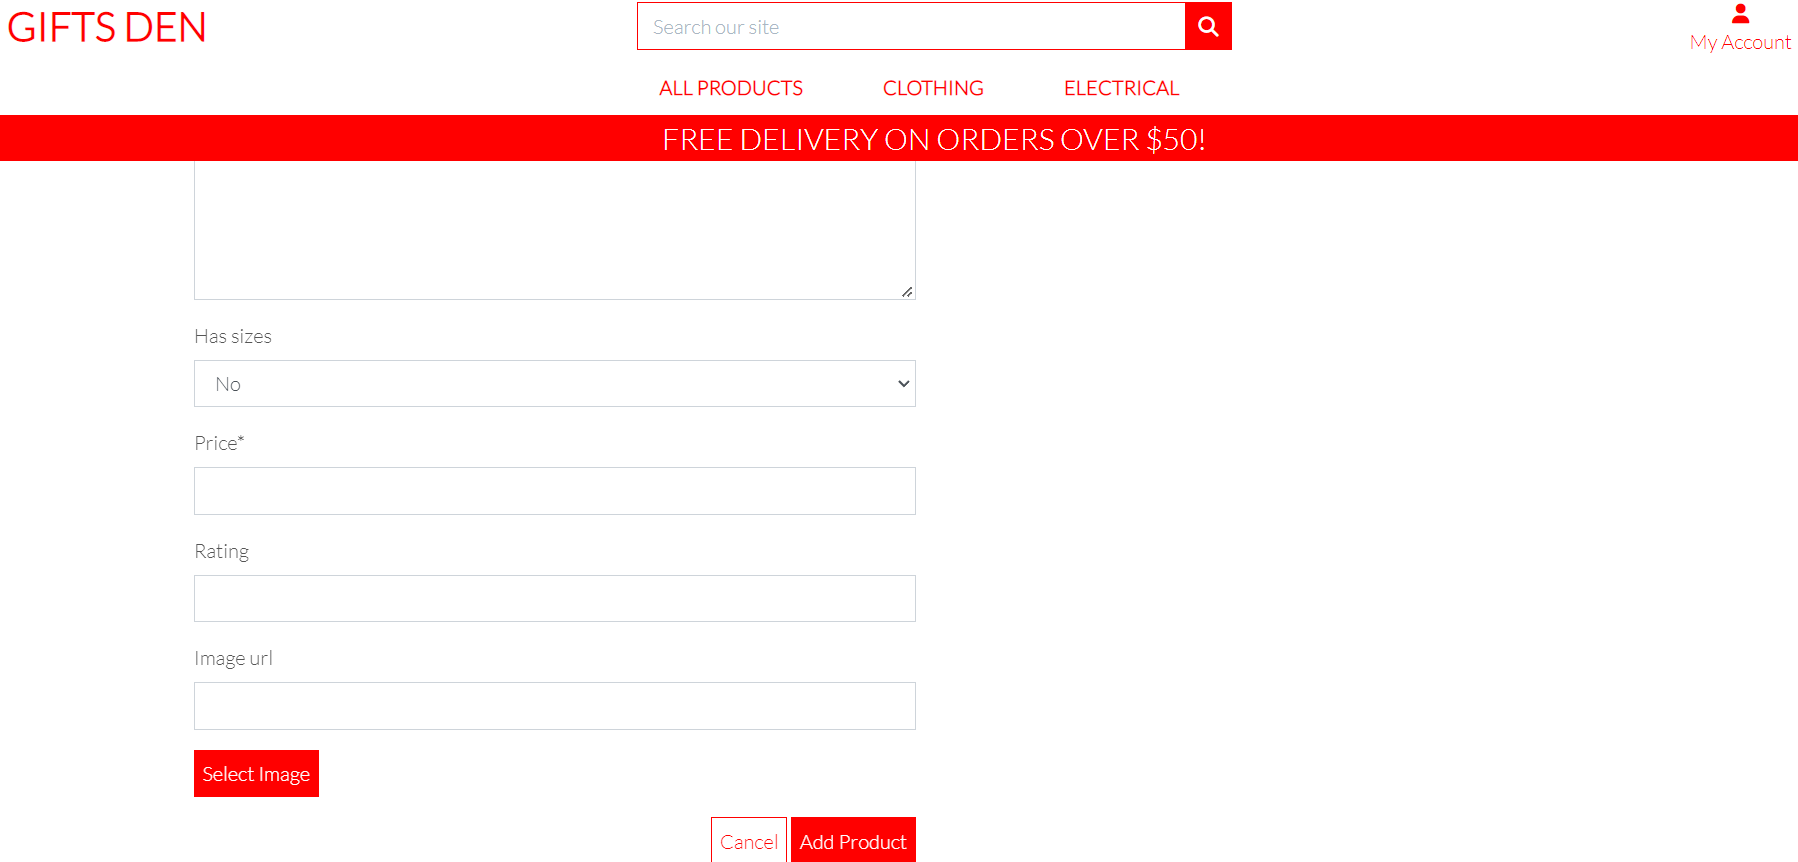 GIFTS DEN
Search our site
My Account
ALL PRODUCTS
CLOTHING
ELECTRICAL
FREE DELIVERY ON ORDERS OVER $50!
Has sizes
No
Price*
Rating
Image url
Select Image
Cancel
Add Product